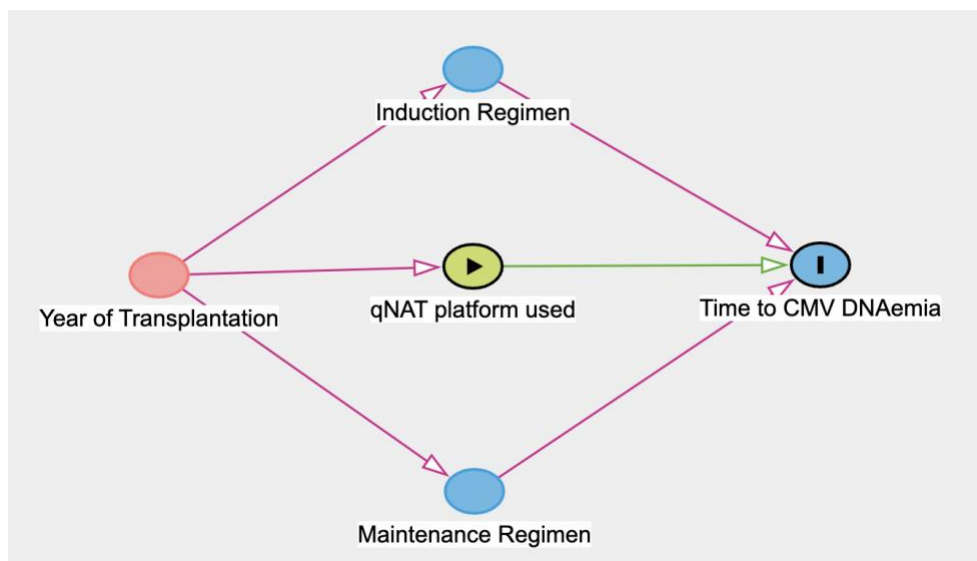 Induction Regimen
Year of Transplantation
qNAT platform used
Time to CMV DNAemia
Maintenance Regimen